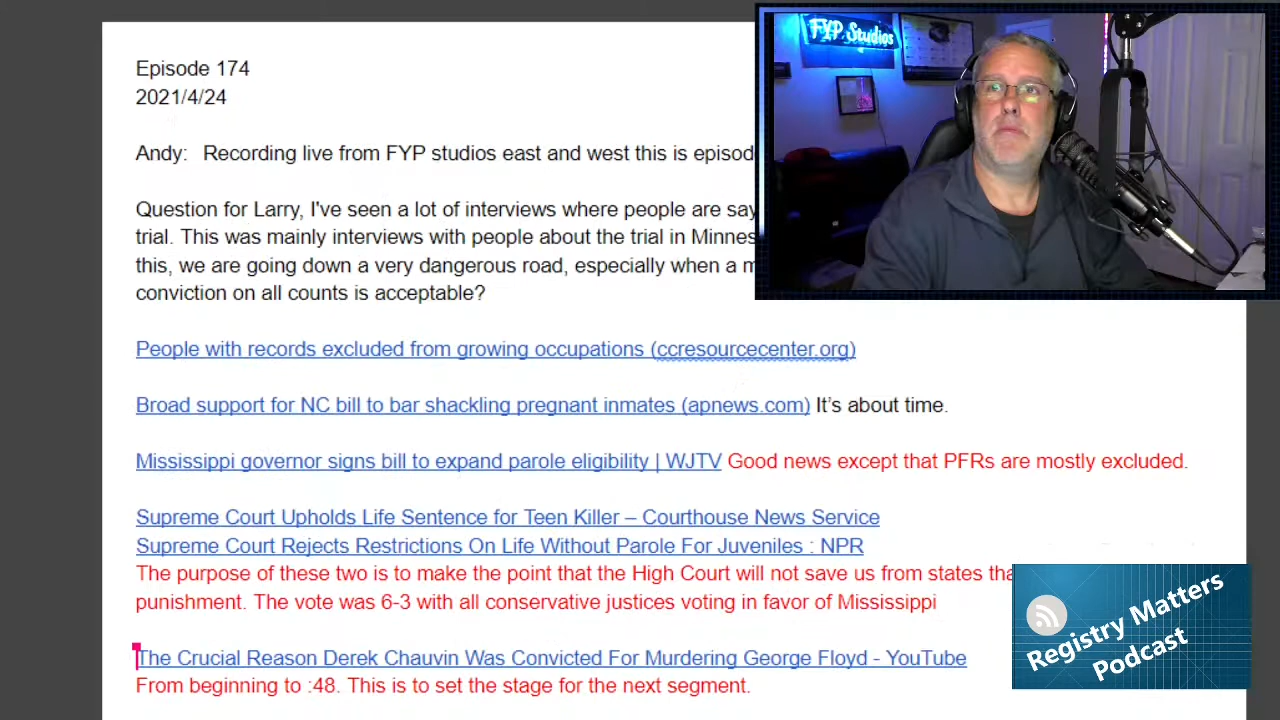 Episode 174
2021/4/24
Andy: Recording live from FYP studios east and west this is
Question for Larry, I've seen a lot of interviews where people are
trial. This was mainly interviews with people about the trial in
this, we are going down a very dangerous road, especially when a
conviction on all counts is acceptable?
People with records excluded from growing occupations (ccresourcecenter.org)
Broad support for NC bill to bar shackling pregnant inmates (apnews.com) It’s about time.
Mississippi governor signs bill to expand parole eligibility | WJTV Good news except that PFRs are mostly excluded.
Supreme Court Upholds Life Sentence for Teen Killer – Courthouse News Service
Supreme Court Rejects Restrictions On Life Without Parole For Juveniles : NPR
The purpose of these two is to make the point that the High Court will not save us from states
punishment. The vote was 6-3 with all conservative justices voting in favor of Mississippi
The Crucial Reason Derek Chauvin Was Convicted For Murdering George Floyd - YouTube
From beginning to :48. This is to set the stage for the next segment.
FYP Studios
Registry Matters
Podcast